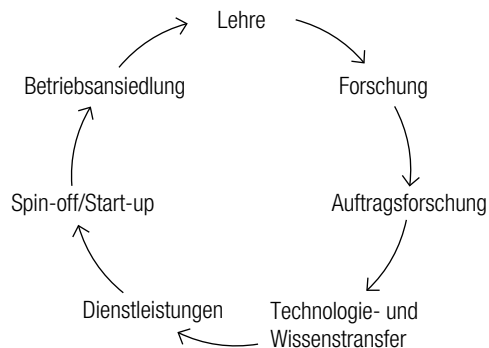 Lehre
Forschung
Auftragsforschung
Technologie- und
Wissenstransfer
Dienstleistungen
Spin-off/Start-up
Betriebsansiedlung